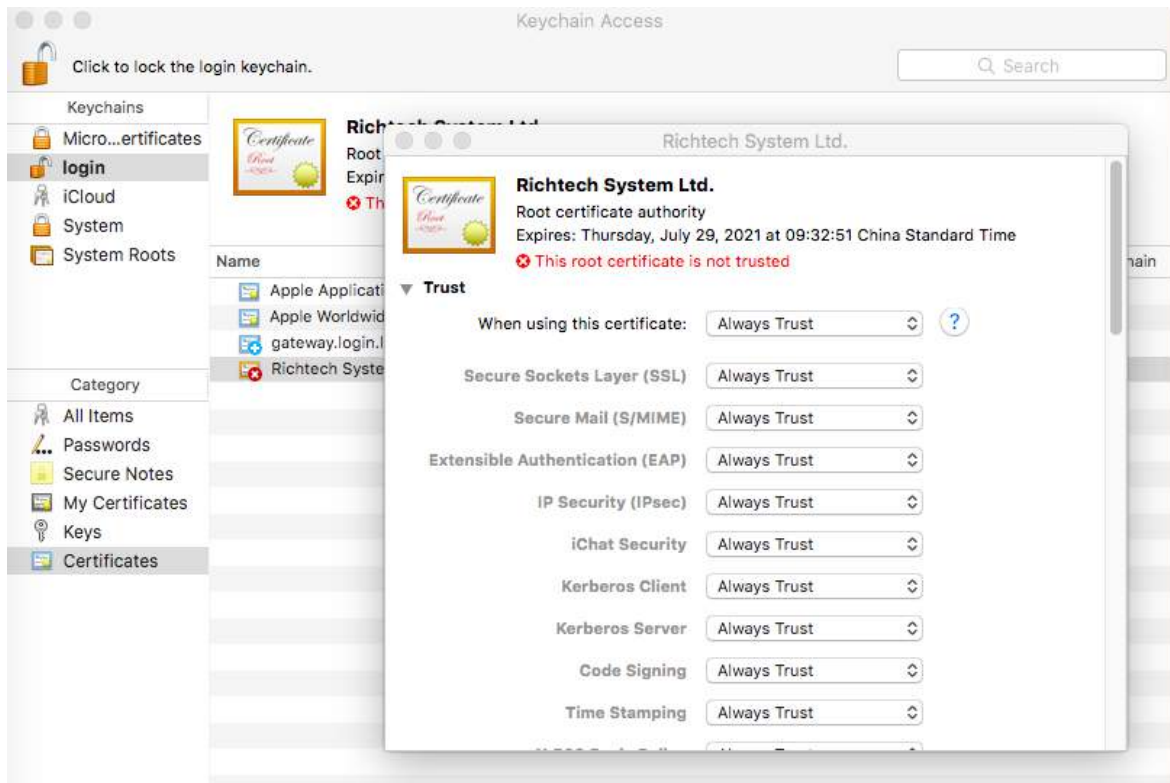 Keychain Access
Click to lock the login keychain.
Search
Keychains
Micro...ertificates
login
iCloud
System
System Roots
Category
All Items
Passwords
Secure Notes
My Certificates
Keys
Certificates
Certificate
Root
Root
Expir
Name
Apple Applicati
Apple Worldwid
gateway.login.l
Richtech Syste
Richtech System Ltd.
Certificate
Root
Richtech System Ltd.
Root certificate authority
Expires: Thursday, July 29, 2021 at 09:32:51 China Standard Time
This root certificate is not trusted
Trust
When using this certificate: Always Trust ?
Secure Sockets Layer (SSL) Always Trust
Secure Mail (S/MIME) Always Trust
Extensible Authentication (EAP) Always Trust
IP Security (IPsec) Always Trust
iChat Security Always Trust
Kerberos Client Always Trust
Kerberos Server Always Trust
Code Signing Always Trust
Time Stamping Always Trust